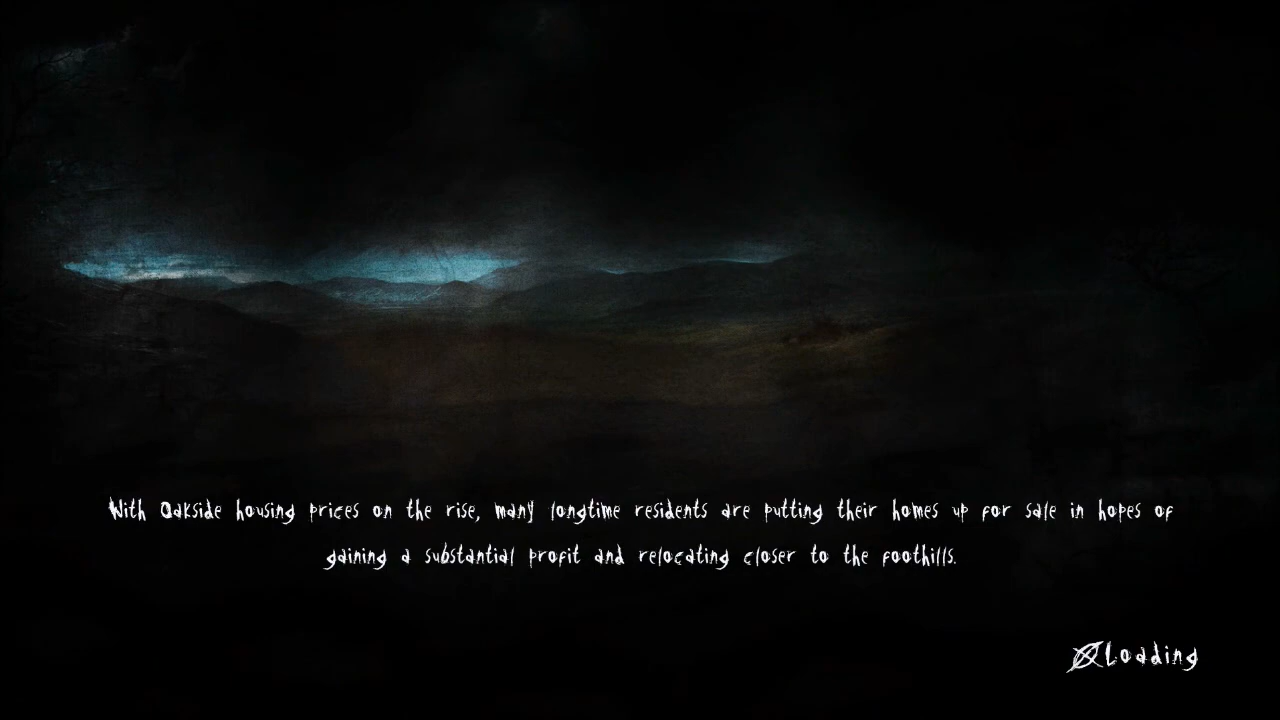 With Oakside housing prices on the rise, many longtime residents are putting their homes up for sale in hopes of
gaining a substantial profit and relocating closer to the foothills.
Loading